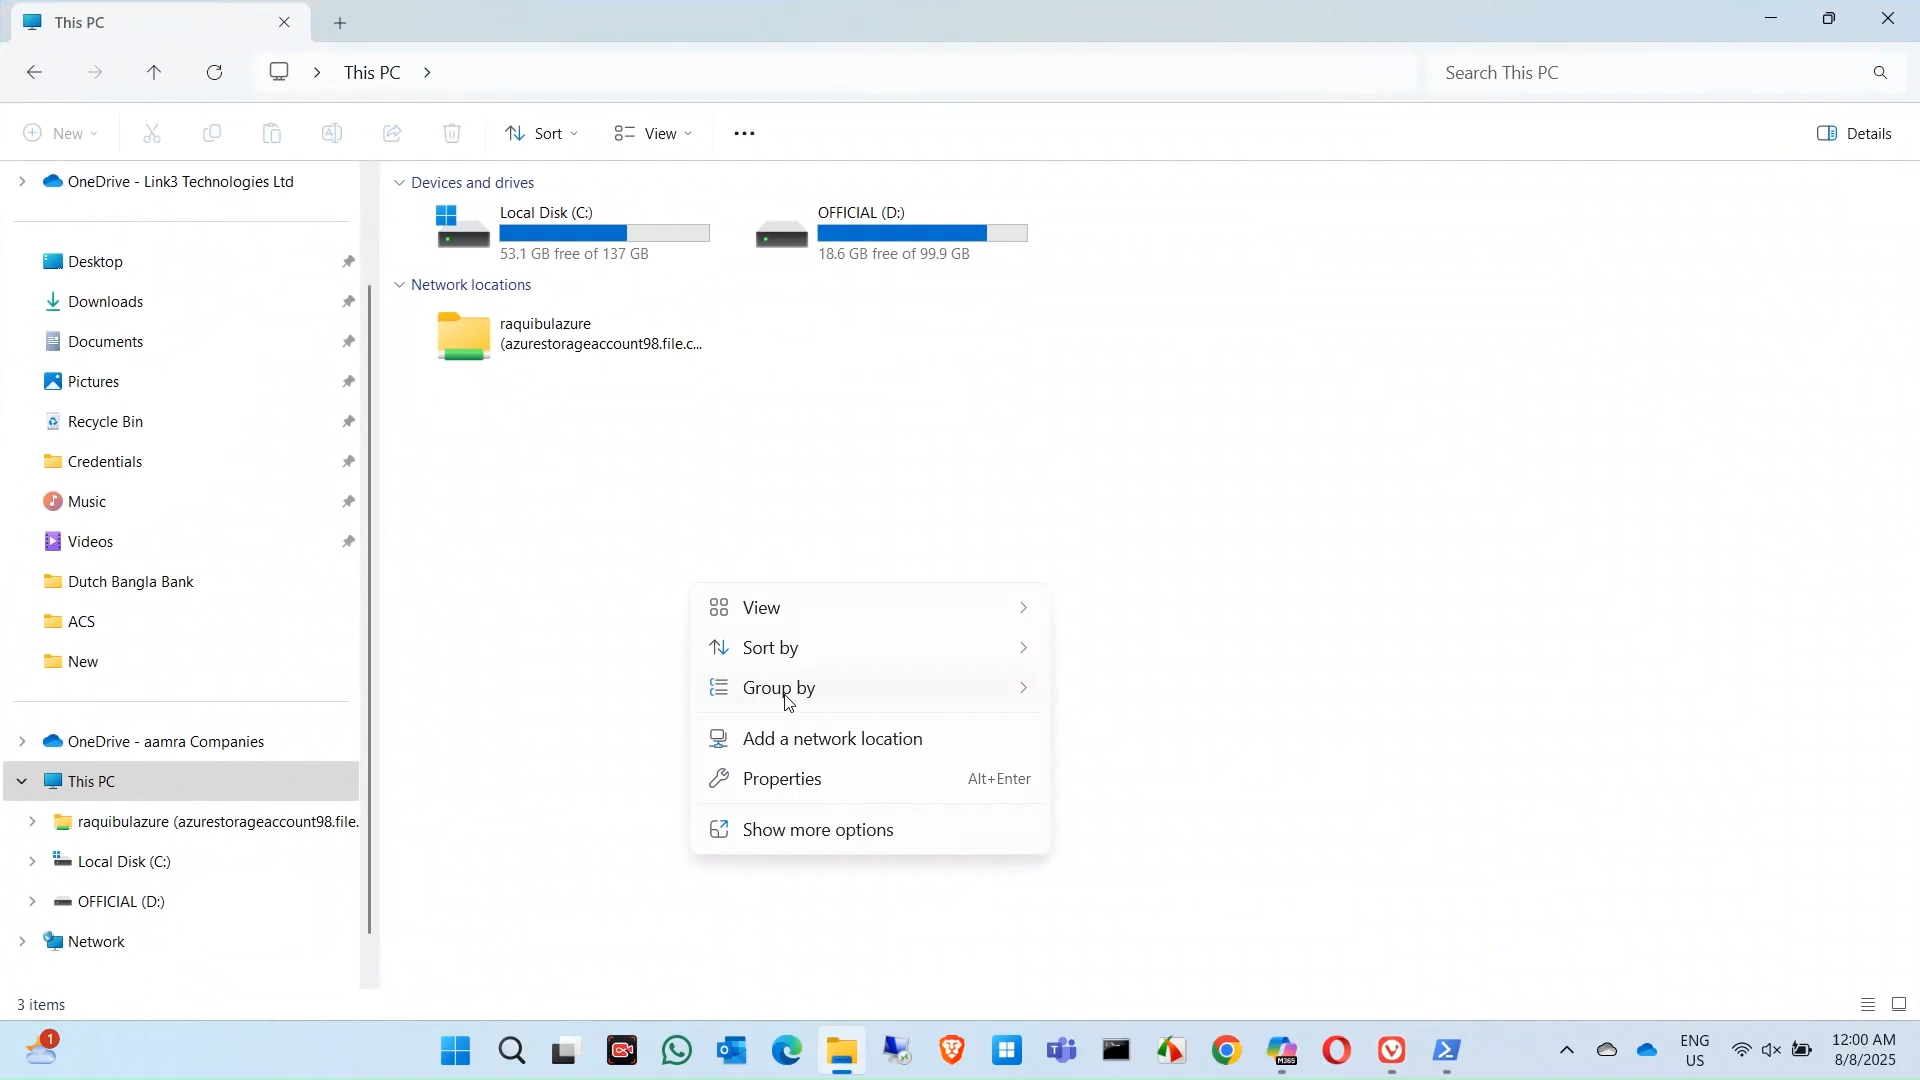 This PC
This PC
Search This PC
New
Sort
View
Details
OneDrive - Link3 Technologies Ltd
Desktop
Downloads
Documents
Pictures
Recycle Bin
Credentials
Music
Videos
Dutch Bangla Bank
ACS
New
OneDrive - aamra Companies
This PC
raquibulazure (azurestorageaccount98.file.
Local Disk (C:)
OFFICIAL (D:)
Network
Devices and drives
Local Disk (C:)
53.1 GB free of 137 GB
OFFICIAL (D:)
18.6 GB free of 99.9 GB
Network locations
raquibulazure
(azurestorageaccount98.file.c...
View
Sort by
Group by
Add a network location
Properties Alt+Enter
Show more options
3 items
1
M365
ENG
US
12:00 AM
8/8/2025